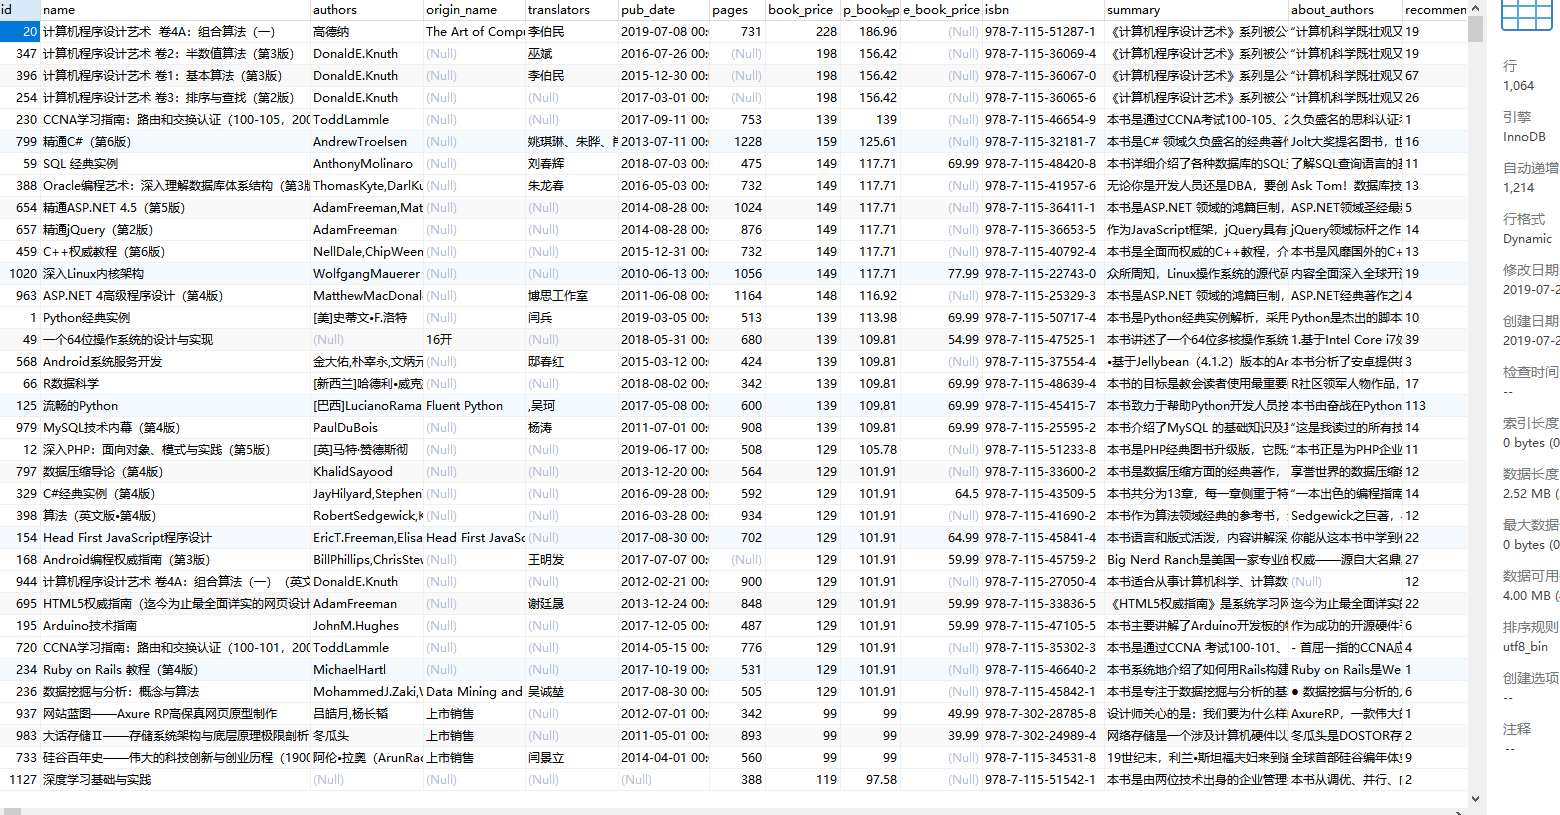 id name authors origin_name translators pub_date pages book_price p_book_p e_book_price isbn summary about_authors recommen
20 计算机程序设计艺术 卷4A：组合算法（一） 高德纳 The Art of Compu 李伯民 2019-07-08 00: 731 228 186.96 (Null) 978-7-115-51287-1 《计算机程序设计艺术》系列被公 “计算机科学既壮观又 19
347 计算机程序设计艺术 卷2：半数值算法（第3版） DonaldE.Knuth (Null) 巫斌 2016-07-26 00: (Null) 198 156.42 (Null) 978-7-115-36069-4 《计算机程序设计艺术》系列被公 “计算机科学既壮观又 19
396 计算机程序设计艺术 卷1：基本算法（第3版） DonaldE.Knuth (Null) 李伯民 2015-12-30 00: (Null) 198 156.42 (Null) 978-7-115-36067-0 《计算机程序设计艺术》系列是公 “计算机科学既壮观又 67
254 计算机程序设计艺术 卷3：排序与查找（第2版） DonaldE.Knuth (Null) (Null) 2017-03-01 00: (Null) 198 156.42 (Null) 978-7-115-36065-6 《计算机程序设计艺术》系列被公 “计算机科学既壮观又 26
230 CCNA学习指南：路由和交换认证（100-105，200 ToddLammle (Null) (Null) 2017-09-11 00: 753 139 139 (Null) 978-7-115-46654-9 本书是通过CCNA考试100-105、2 久负盛名的思科认证 1
799 精通C#（第6版） AndrewTroelsen (Null) 姚琪琳、朱晔、 2013-07-11 00: 1228 159 125.61 (Null) 978-7-115-32181-7 本书是C# 领域久负盛名的经典著作 Jolt大奖提名图书，世 16
59 SQL 经典实例 AnthonyMolinaro (Null) 刘春辉 2018-07-03 00: 475 149 117.71 69.99 978-7-115-48420-8 本书详细介绍了各种数据库的SQL 了解SQL查询语言的 11
388 Oracle编程艺术：深入理解数据库体系结构（第3版 ThomasKyte,DarlKu (Null) 朱龙春 2016-05-03 00: 732 149 117.71 (Null) 978-7-115-41957-6 无论你是开发人员还是DBA，要创 Ask Tom！数据库技 13
654 精通ASP.NET 4.5（第5版） AdamFreeman,Mat (Null) (Null) 2014-08-28 00: 1024 149 117.71 (Null) 978-7-115-36411-1 本书是ASP.NET 领域的鸿篇巨制， ASP.NET领域圣经最 5
657 精通jQuery（第2版） AdamFreeman (Null) (Null) 2014-08-28 00: 876 149 117.71 (Null) 978-7-115-36653-5 作为JavaScript框架，jQuery具有 jQuery领域标杆之作 14
459 C++权威教程（第6版） NellDale,ChipWeen (Null) (Null) 2015-12-31 00: 732 149 117.71 (Null) 978-7-115-40792-4 本书是全面而权威的C++教程，介 本书是风靡国外的C+ 13
1020 深入Linux内核架构 WolfgangMauerer (Null) (Null) 2010-06-13 00: 1056 149 117.71 77.99 978-7-115-22743-0 众所周知，Linux操作系统的源代码 内容全面深入全球开 19
963 ASP.NET 4高级程序设计（第4版） MatthewMacDonal (Null) 博思工作室 2011-06-08 00: 1164 148 116.92 (Null) 978-7-115-25329-3 本书是ASP.NET 领域的鸿篇巨制， ASP.NET经典著作之 4
1 Python经典实例 [美]史蒂文•F.洛特 (Null) 闫兵 2019-03-05 00: 513 139 113.98 69.99 978-7-115-50717-4 本书是Python经典实例解析，采用 Python是杰出的脚本 10
49 一个64位操作系统的设计与实现 (Null) 16开 2018-05-31 00: 680 139 109.81 54.99 978-7-115-47525-1 本书讲述了一个64位多核操作系统 1.基于Intel Core i7处 39
568 Android系统服务开发 金大佑,朴宰永,文炳元 (Null) 邸春红 2015-03-12 00: 424 139 109.81 (Null) 978-7-115-37554-4 •基于Jellybean（4.1.2）版本的An 本书分析了安卓提供 3
66 R数据科学 [新西兰]哈德利•威克 (Null) (Null) 2018-08-02 00: 342 139 109.81 69.99 978-7-115-48639-4 本书的目标是教会读者使用最重要 R社区领军人物作品， 17
125 流畅的Python [巴西]LucianoRama Fluent Python ,吴珂 2017-05-08 00: 600 139 109.81 69.99 978-7-115-45415-7 本书致力于帮助Python开发人员挖 本书由奋战在Python 113
979 MySQL技术内幕（第4版） PaulDuBois (Null) 杨涛 2011-07-01 00: 908 139 109.81 69.99 978-7-115-25595-2 本书介绍了MySQL 的基础知识及 “这是我读过的所有技 14
12 深入PHP：面向对象、模式与实践（第5版） [英]马特·赞德斯彻 (Null) (Null) 2019-06-17 00: 508 129 105.78 (Null) 978-7-115-51233-8 本书是PHP经典图书升级版，它既 “本书正是为PHP企业 11
797 数据压缩导论（第4版） KhalidSayood (Null) (Null) 2013-12-20 00: 564 129 101.91 (Null) 978-7-115-33600-2 本书是数据压缩方面的经典著作， 享誉世界的数据压缩 12
329 C#经典实例（第4版） JayHilyard,Stephen (Null) (Null) 2016-09-28 00: 592 129 101.91 64.5 978-7-115-43509-5 本书共分为13章，每一章侧重于特 “一本出色的编程指南 14
398 算法（英文版•第4版） RobertSedgewick,K (Null) (Null) 2016-03-28 00: 934 129 101.91 (Null) 978-7-115-41690-2 本书作为算法领域经典的参考书， Sedgewick之巨著， 12
154 Head First JavaScript程序设计 EricT.Freeman,Elisa Head First JavaSc (Null) 2017-08-30 00: 702 129 101.91 64.99 978-7-115-45841-4 本书语言和版式活泼，内容讲解深 你能从这本书中学到 22
168 Android编程权威指南（第3版） BillPhillips,ChrisStew (Null) 王明发 2017-07-07 00: (Null) 129 101.91 59.99 978-7-115-45759-2 Big Nerd Ranch是美国一家专业的 权威——源自大名鼎 27
944 计算机程序设计艺术 卷4A：组合算法（一）（英文 DonaldE.Knuth (Null) (Null) 2012-02-21 00: 900 129 101.91 (Null) 978-7-115-27050-4 本书适合从事计算机科学、计算数 (Null) 12
695 HTML5权威指南（迄今为止最全面详实的网页设计 AdamFreeman (Null) 谢廷晟 2013-12-24 00: 848 129 101.91 59.99 978-7-115-33836-5 《HTML5权威指南》是系统学习网 迄今为止最全面详实的 22
195 Arduino技术指南 JohnM.Hughes (Null) (Null) 2017-12-05 00: 487 129 101.91 59.99 978-7-115-47105-5 本书主要讲解了Arduino开发板的 作为成功的开源硬件 6
720 CCNA学习指南：路由和交换认证（100-101，200 ToddLammle (Null) (Null) 2014-05-15 00: 776 129 101.91 (Null) 978-7-115-35302-3 本书是通过CCNA 考试100-101、 - 首屈一指的CCNA应 4
234 Ruby on Rails 教程（第4版） MichaelHartl (Null) (Null) 2017-10-19 00: 531 129 101.91 (Null) 978-7-115-46640-2 本书系统地介绍了如何用Rails构建 Ruby on Rails是We 1
236 数据挖掘与分析：概念与算法 MohammedJ.Zaki,W Data Mining and 吴诚堃 2017-08-30 00: 505 129 101.91 (Null) 978-7-115-45842-1 本书是专注于数据挖掘与分析的基 ● 数据挖掘与分析的 6
937 网站蓝图——Axure RP高保真网页原型制作 吕皓月,杨长韬 上市销售 (Null) 2012-07-01 00: 342 99 99 49.99 978-7-302-28785-8 设计师关心的是：我们要为什么样 AxureRP，一款伟大的 1
983 大话存储Ⅱ——存储系统架构与底层原理极限剖析 冬瓜头 上市销售 (Null) 2011-05-01 00: 893 99 99 39.99 978-7-302-24989-4 网络存储是一个涉及计算机硬件以 冬瓜头是DOSTOR存 2
733 硅谷百年史——伟大的科技创新与创业历程（1900 阿伦•拉奥（ArunRao 上市销售 闫景立 2014-04-01 00: 560 99 99 (Null) 978-7-115-34531-8 19世纪末，利兰•斯坦福夫妇来到 全球首部硅谷编年体 9
1127 深度学习基础与实践 (Null) (Null) (Null) (Null) 388 119 97.58 (Null) 978-7-115-51542-1 本书是由两位技术出身的企业管理 本书从调优、并行、 2
行
1,064
引擎
InnoDB
自动递增
1,214
行格式
Dynamic
修改日期
2019-07-2
创建日期
2019-07-2
检查时间
--
索引长度
0 bytes (0
数据长度
2.52 MB (
最大数据
0 bytes (0
数据可用
4.00 MB (
排序规则
utf8_bin
创建选项
--
注释
--